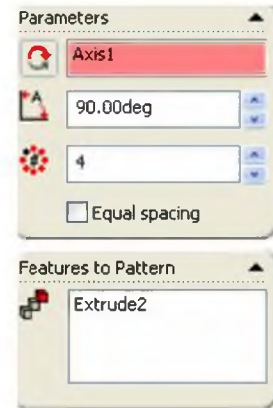 Parameters
Axis1
90.00deg
4
Equal spacing
Features to Pattern
Extrude2